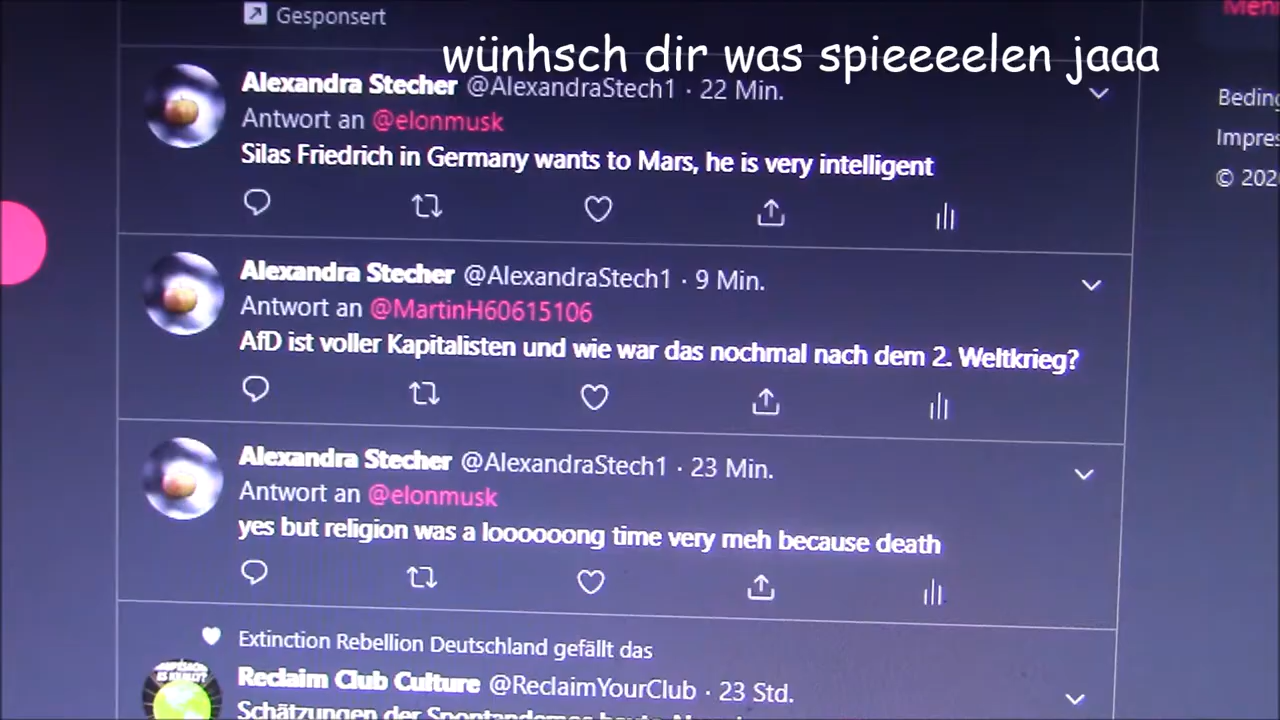 Gesponsert
wünhsch dir was spieeeelen jaaa
Alexandra Stecher @AlexandraStech1 · 22 Min.
Antwort an @elonmusk
Silas Friedrich in Germany wants to Mars, he is very intelligent
Alexandra Stecher @AlexandraStech1 · 9 Min.
Antwort an @MartinH60615106
AfD ist voller Kapitalisten und wie war das nochmal nach dem 2. Weltkrieg?
Alexandra Stecher @AlexandraStech1 · 23 Min.
Antwort an @elonmusk
yes but religion was a loooooong time very meh because death
Extinction Rebellion Deutschland gefällt das
Reclaim Club Culture @ReclaimYourClub · 23 Std.
Schätzungen der Spontandemos heute
Beding
Impres
© 202